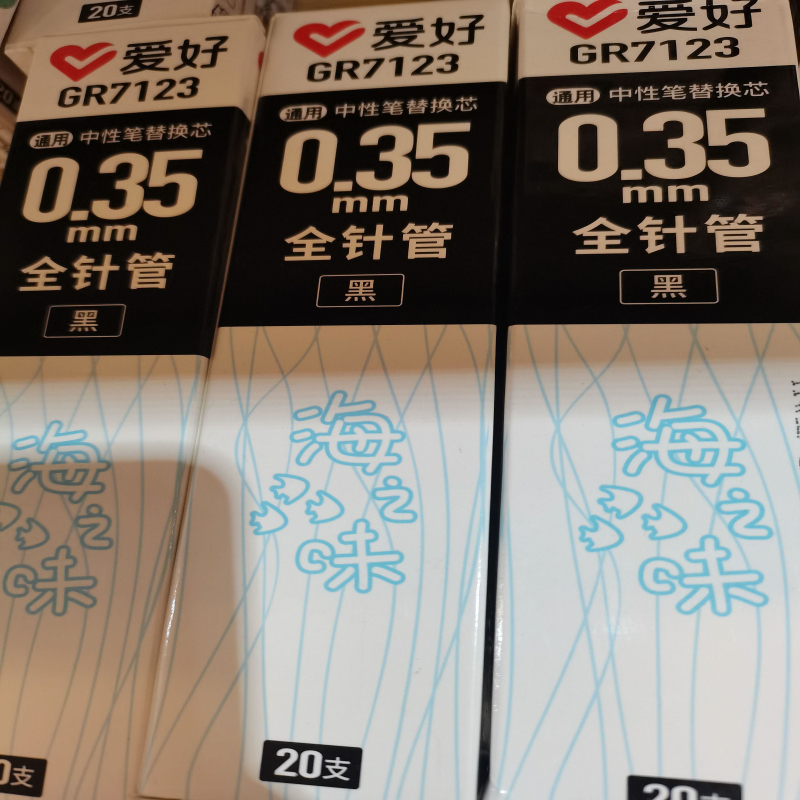 20支
爱好
GR7123
通用 中性笔替换芯
0.35
mm
全针管
黑
海之味
20支
爱好
GR7123
通用 中性笔替换芯
0.35
mm
全针管
黑
海之味
20支
爱好
GR7123
通用 中性笔替换芯
0.35
mm
全针管
黑
海之味
20支